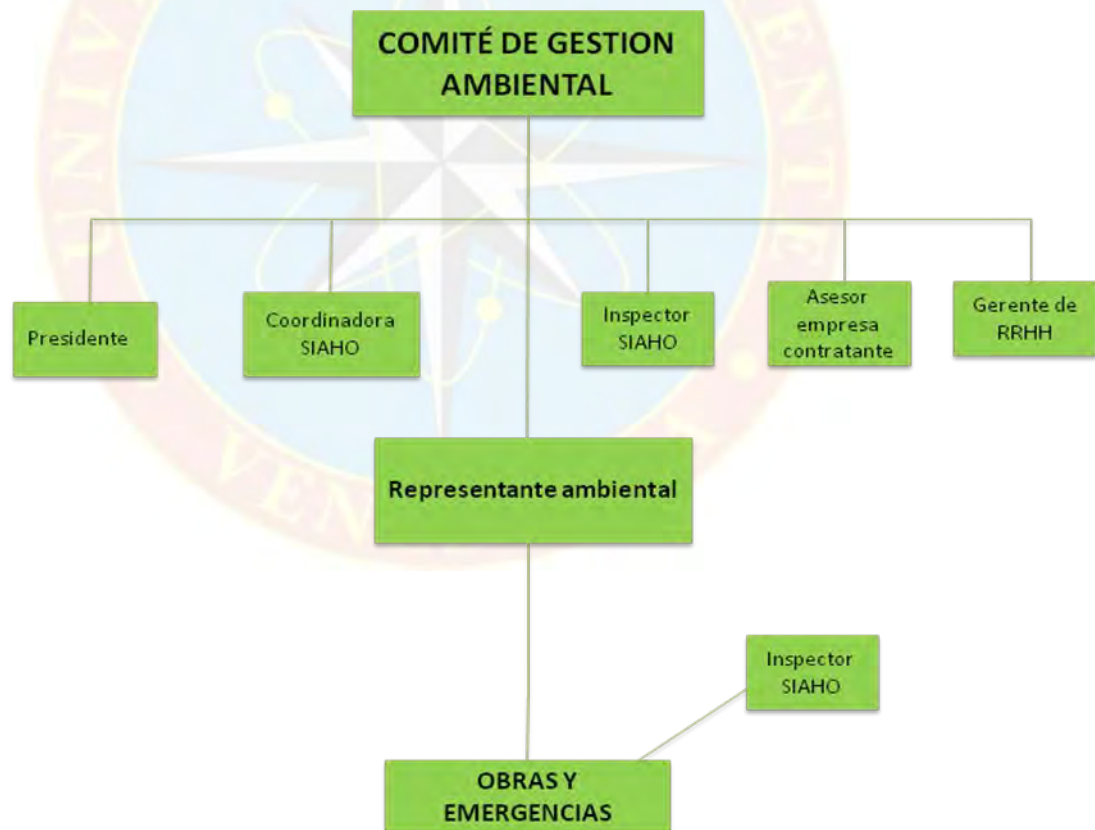 COMITÉ DE GESTION
AMBIENTAL
Presidente
Coordinadora
SIAHO
Inspector
SIAHO
Asesor
empresa
contratante
Gerente de
RRHH
Representante ambiental
Inspector
SIAHO
OBRAS Y
EMERGENCIAS